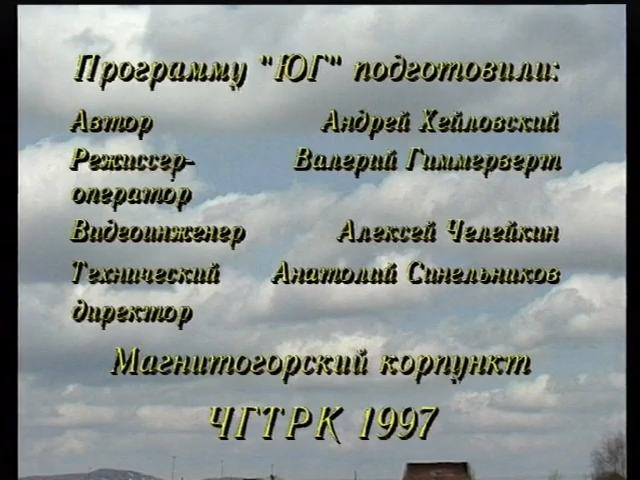 Программу "ЮГ" подготовили:
Автор Андрей Хейловский
Режиссер- Валерий Гиммерверт
оператор
Видеоинженер Алексей Челейкин
Технический Анатолий Синельников
директор
Магнитогорский корпункт
ЧГТРК 1997